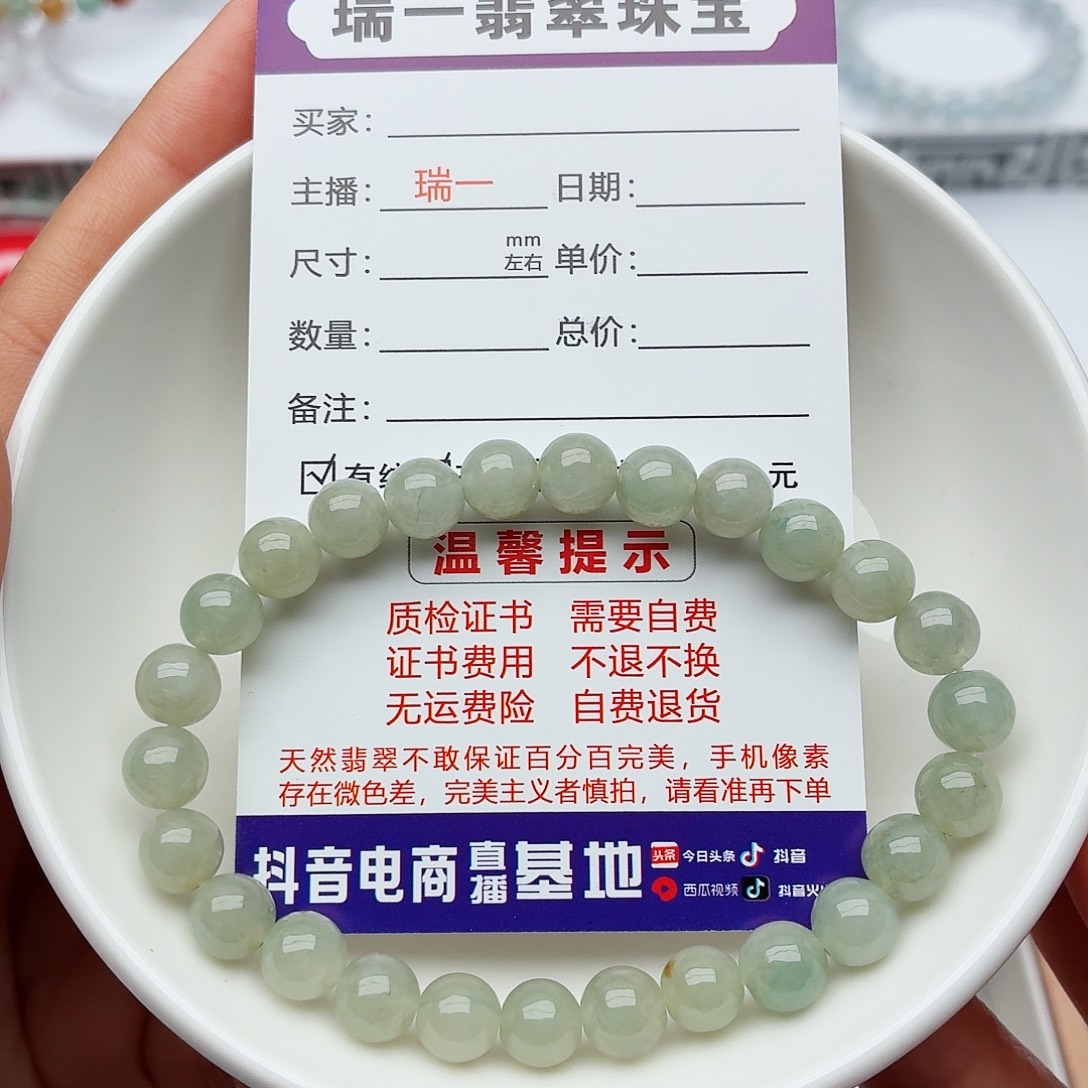 瑞一翡翠珠宝
买家：
主播： 瑞一 日期：
尺寸： mm左右 单价：
数量： 总价：
备注：
有 元
温馨提示
质检证书 需要自费
证书费用 不退不换
无运费险 自费退货
天然翡翠不敢保证百分百完美，手机像素
存在微色差，完美主义者慎拍，请看准再下单
抖音电商直播基地
头条 今日头条 抖音
西瓜视频 抖音火